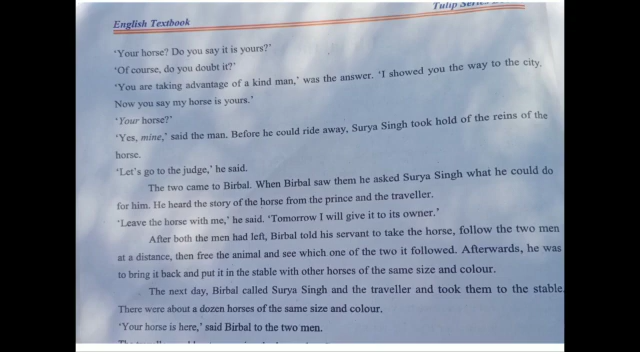 English Textbook
Tulip Series
‘Your horse? Do you say it is yours?’
‘Of course, do you doubt it?’
‘You are taking advantage of a kind man,’ was the answer. ‘I showed you the way to the city.
Now you say my horse is yours.’
‘Your horse?’
‘Yes, mine,’ said the man. Before he could ride away, Surya Singh took hold of the reins of the
horse.
‘Let’s go to the judge,’ he said.
The two came to Birbal. When Birbal saw them he asked Surya Singh what he could do
for him. He heard the story of the horse from the prince and the traveller.
‘Leave the horse with me,’ he said. ‘Tomorrow I will give it to its owner.’
After both the men had left, Birbal told his servant to take the horse, follow the two men
at a distance, then free the animal and see which one of the two it followed. Afterwards, he was
to bring it back and put it in the stable with other horses of the same size and colour.
The next day, Birbal called Surya Singh and the traveller and took them to the stable.
There were about a dozen horses of the same size and colour.
‘Your horse is here,’ said Birbal to the two men.